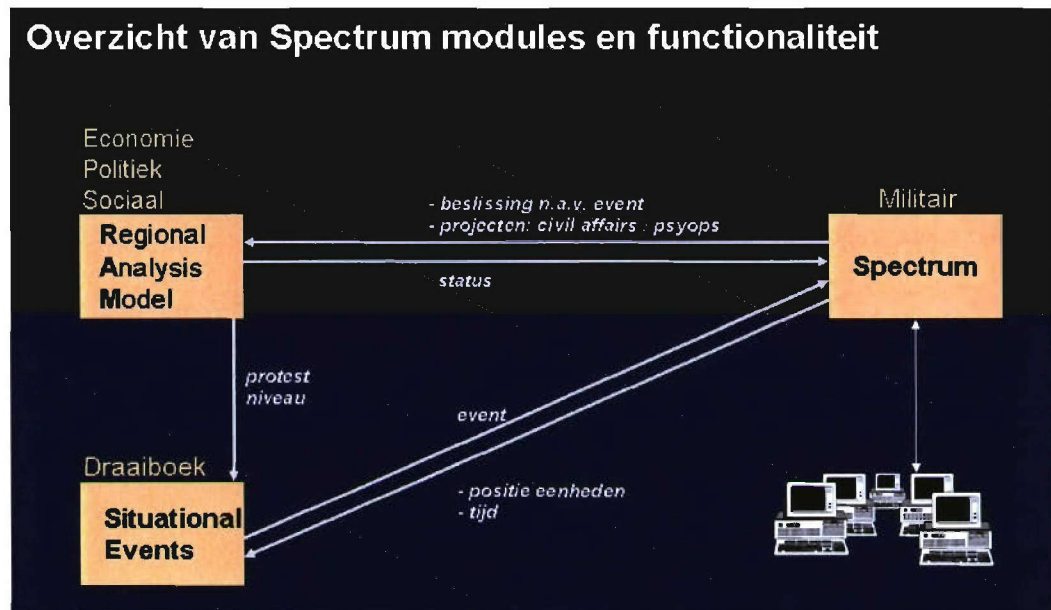 Overzicht van Spectrum modules en functionaliteit
Economie
Politiek
Sociaal
Regional
Analysis
Model
- beslissing n.a.v. event
- projecten: civil affairs : psyops
status
Militair
Spectrum
protest
niveau
event
Draaiboek
Situational
Events
- positie eenheden
- tijd